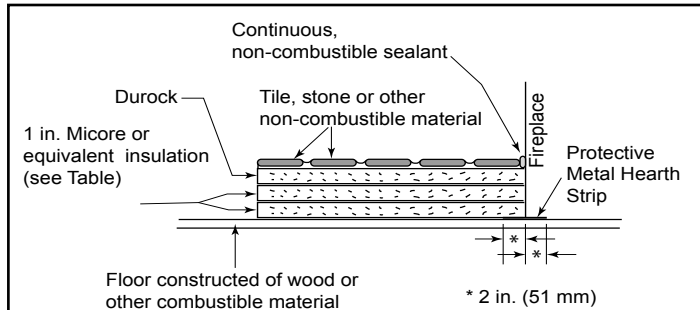 Continuous,
non-combustible sealant
Durock
Tile, stone or other
non-combustible material
1 in. Micore or
equivalent insulation
(see Table)
Fireplace
Protective
Metal Hearth
Strip
*
*
Floor constructed of wood or
other combustible material
* 2 in. (51 mm)